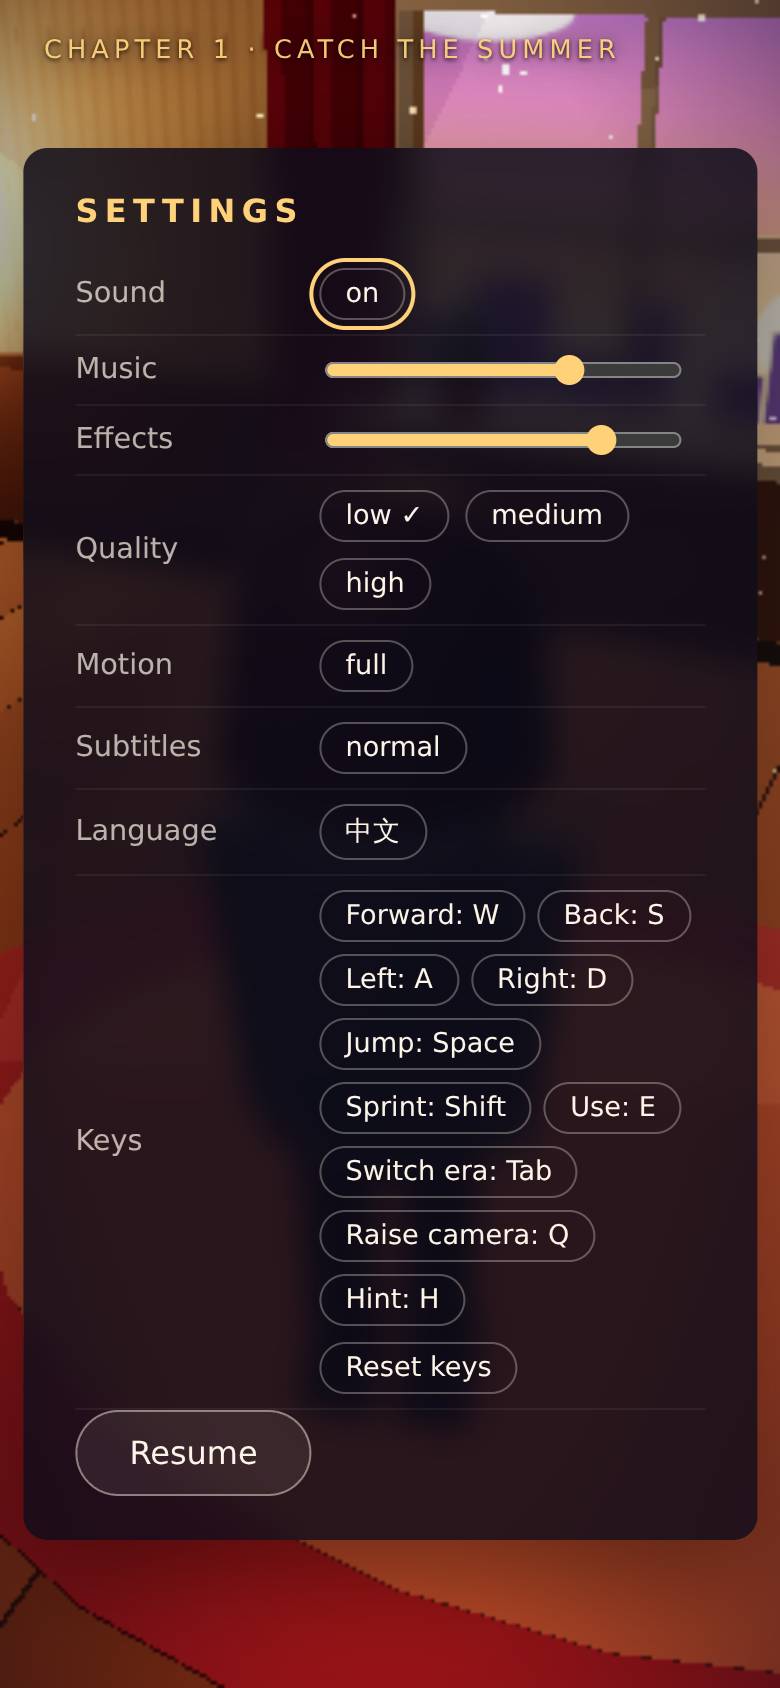 CHAPTER 1 · CATCH THE SUMMER
SETTINGS
Sound on
Music
Effects
Quality low ✓ medium
high
Motion full
Subtitles normal
Language 中文
Keys
Forward: W Back: S
Left: A Right: D
Jump: Space
Sprint: Shift Use: E
Switch era: Tab
Raise camera: Q
Hint: H
Reset keys
Resume